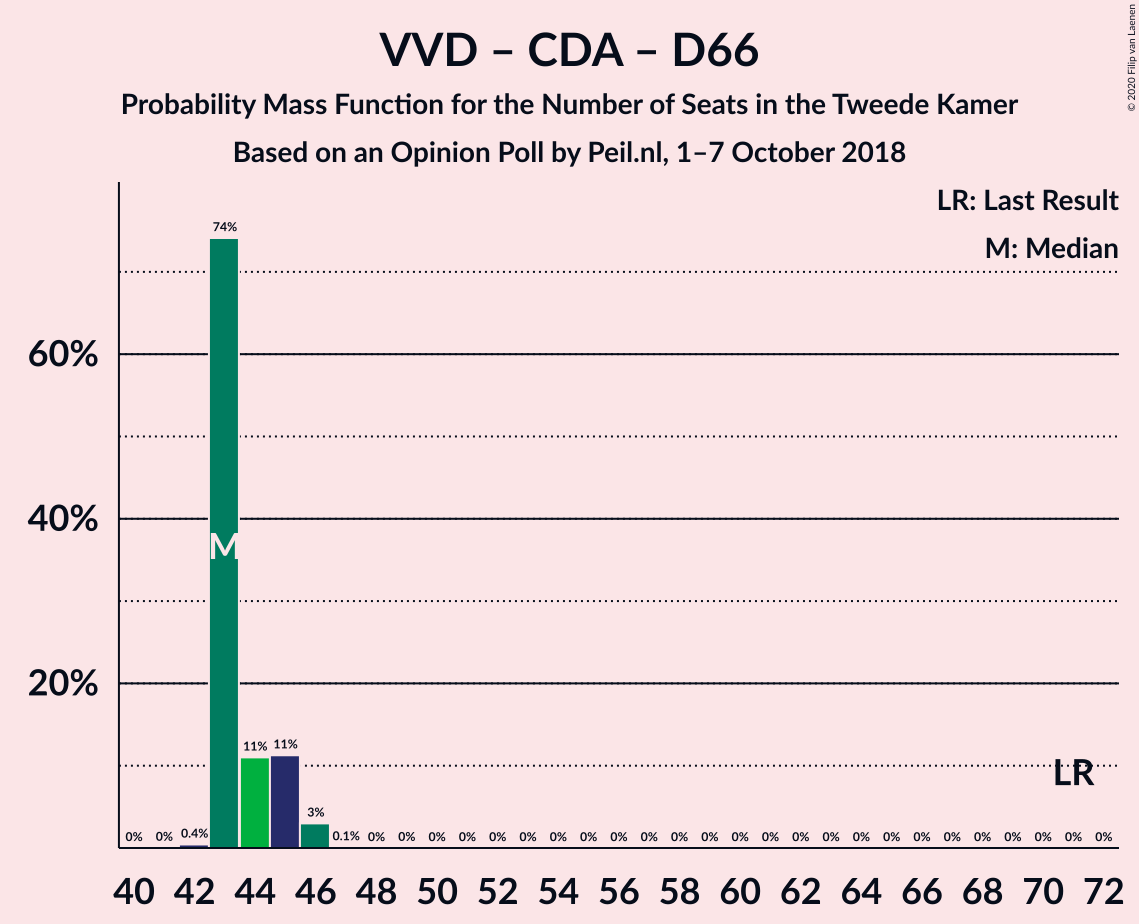 VVD – CDA – D66
Probability Mass Function for the Number of Seats in the Tweede Kamer
Based on an Opinion Poll by Peil.nl, 1–7 October 2018
© 2020 Filip van Laenen
LR: Last Result
M: Median
60%
40%
20%
74%
M
LR
0% 0% 0.4% 11% 11% 3% 0.1% 0% 0% 0% 0% 0% 0% 0% 0% 0% 0% 0% 0% 0% 0% 0% 0% 0% 0% 0% 0% 0% 0% 0% 0% 0%
40 42 44 46 48 50 52 54 56 58 60 62 64 66 68 70 72